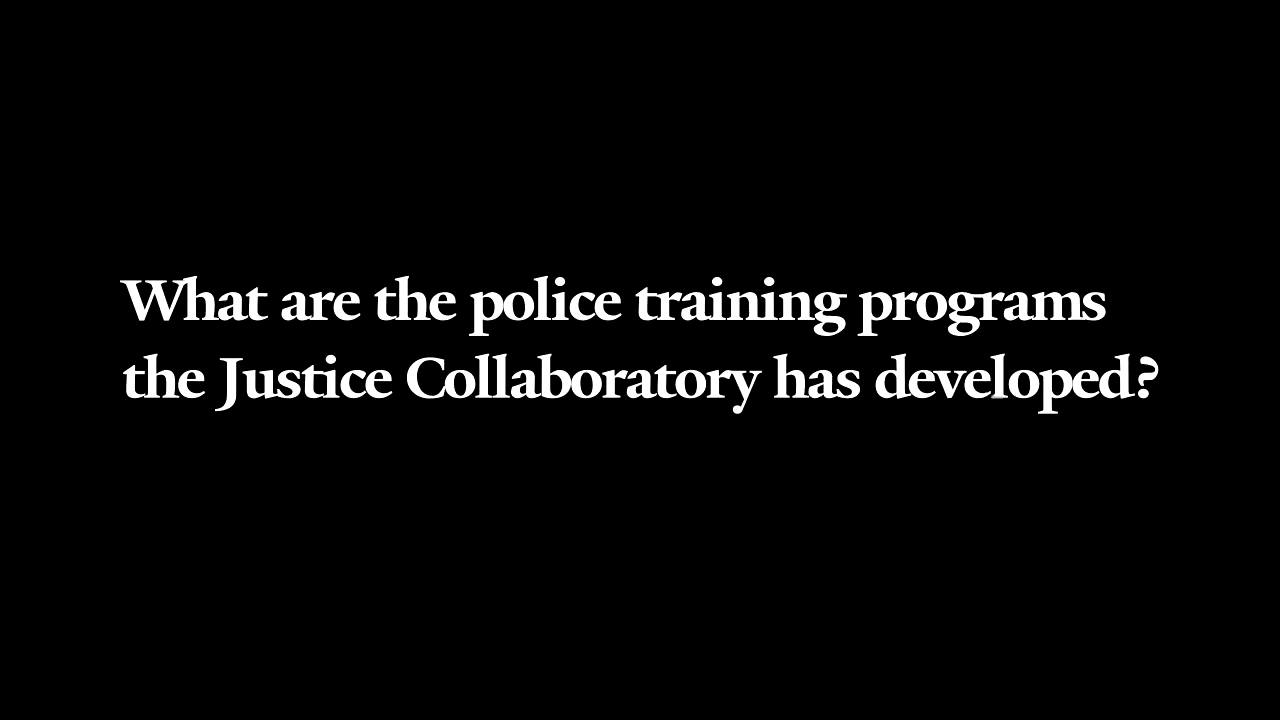 What are the police training programs
the Justice Collaboratory has developed?